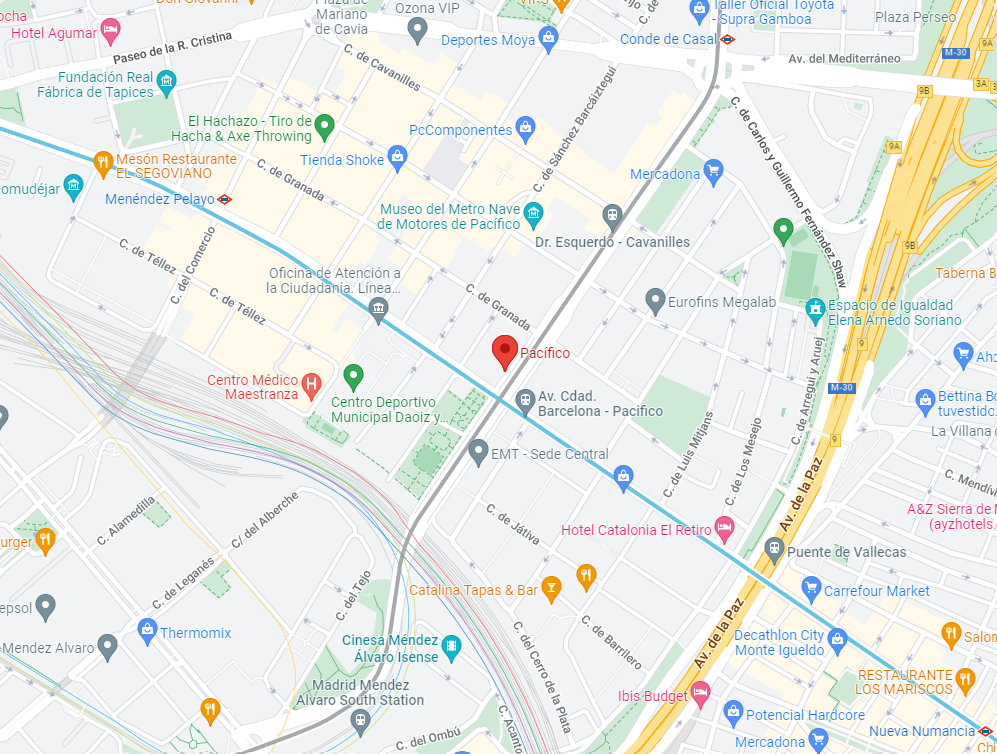 Don Giovanni
Plaza de
Mariano
de Cavia
Ozona VIP
VIPS
C. de
Taller Oficial Toyota
- Supra Gamboa
Plaza Perseo
Hotel Agumar
Paseo de la R. Cristina
Deportes Moya
Conde de Casal
M-30
9A
Av. del Mediterráneo
3A
9B
Fundación Real
Fábrica de Tapices
C. de Cavanilles
C. de Sánchez Barcáiztegui
C. de Carlos y Guillermo Fernández Shaw
El Hachazo - Tiro de
Hacha & Axe Throwing
PcComponentes
Tienda Shoke
9A
Mesón Restaurante
EL SEGOVIANO
C. de Granada
Mercadona
Menéndez Pelayo
Museo del Metro Nave
de Motores de Pacífico
Dr. Esquerdo - Cavanilles
9B
C. de Téllez
C. del Comercio
Oficina de Atención a
la Ciudadanía. Línea...
Taberna B
C. de Téllez
C. de Granada
Eurofins Megalab
Espacio de Igualdad
Elena Arnedo Soriano
9
Pacífico
Centro Médico
Maestranza
Centro Deportivo
Municipal Daoiz y...
Av. Cdad.
Barcelona - Pacifico
C. de Arregui y Aruej
M-30
Bettina Bo
tuvestido.
La Villana d
9
EMT - Sede Central
C. de Luis Mitjans
C. de Los Mesejo
Av. de la Paz
C. Mendívil
C. Alamedilla
C/ del Alberche
C. de Játiva
Hotel Catalonia El Retiro
A&Z Sierra de
(ayzhotels.
Puente de Vallecas
C. de Leganés
C. del Tejo
Catalina Tapas & Bar
Carrefour Market
Av. de la Paz
Thermomix
Mendez Alvaro
Cinesa Méndez
Álvaro Isense
C. del Cerro de la Plata
C. de Barrilero
Decathlon City
Monte Igueldo
RESTAURANTE
LOS MARISCOS
Madrid Mendez
Alvaro South Station
Ibis Budget
Potencial Hardcore
Nueva Numancia
C. del Ombú
C. Acanto
Mercadona